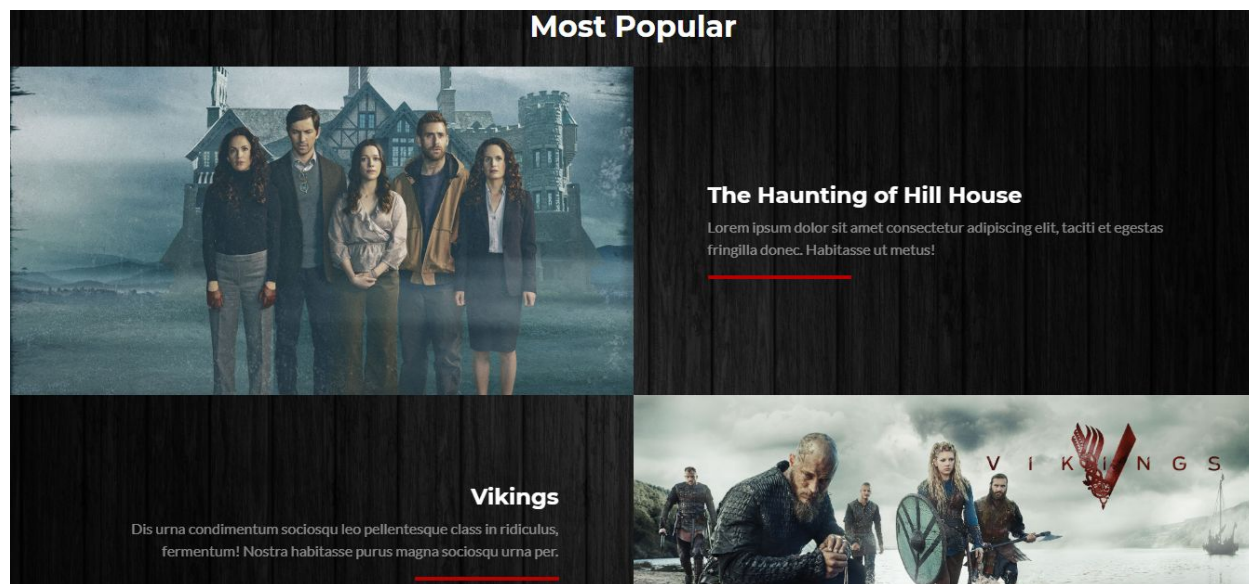 Most Popular
The Haunting of Hill House
Lorem ipsum dolor sit amet consectetur adipiscing elit, taciti et egestas
fringilla donec. Habitasse ut metus!
VIKINGS
Vikings
Dis urna condimentum sociosqu leo pellentesque class in ridiculus,
fermentum! Nostra habitasse purus magna sociosqu urna per.